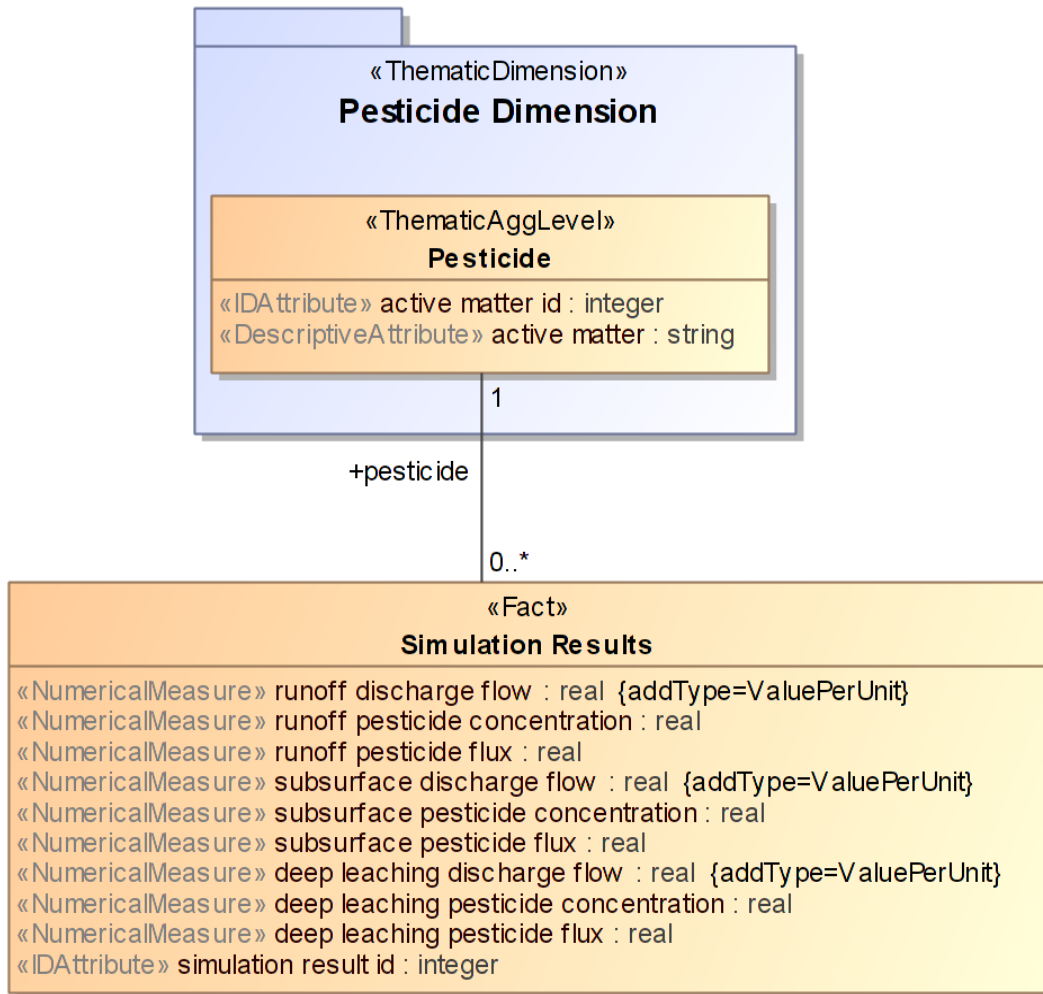 «ThematicDimension»
Pesticide Dimension
«ThematicAggLevel»
Pesticide
«IDAttribute» active matter id : integer
«DescriptiveAttribute» active matter : string
1
+pesticide
0..*
«Fact»
Simulation Results
«NumericalMeasure» runoff discharge flow : real {addType=ValuePerUnit}
«NumericalMeasure» runoff pesticide concentration : real
«NumericalMeasure» runoff pesticide flux : real
«NumericalMeasure» subsurface discharge flow : real {addType=ValuePerUnit}
«NumericalMeasure» subsurface pesticide concentration : real
«NumericalMeasure» subsurface pesticide flux : real
«NumericalMeasure» deep leaching discharge flow : real {addType=ValuePerUnit}
«NumericalMeasure» deep leaching pesticide concentration : real
«NumericalMeasure» deep leaching pesticide flux : real
«IDAttribute» simulation result id : integer